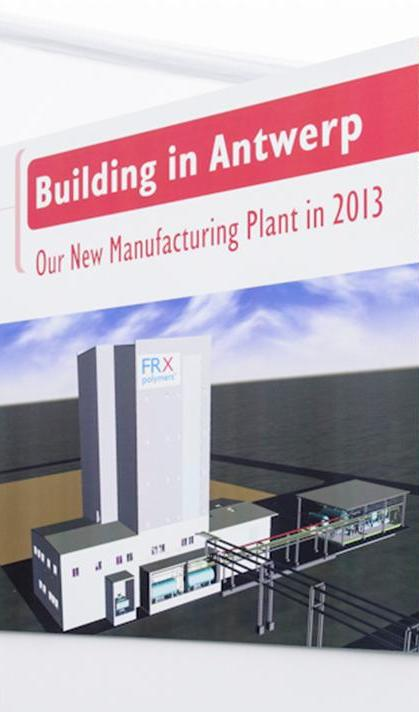 Building in Antwerp
Our New Manufacturing Plant in 2013
FRX
polymers